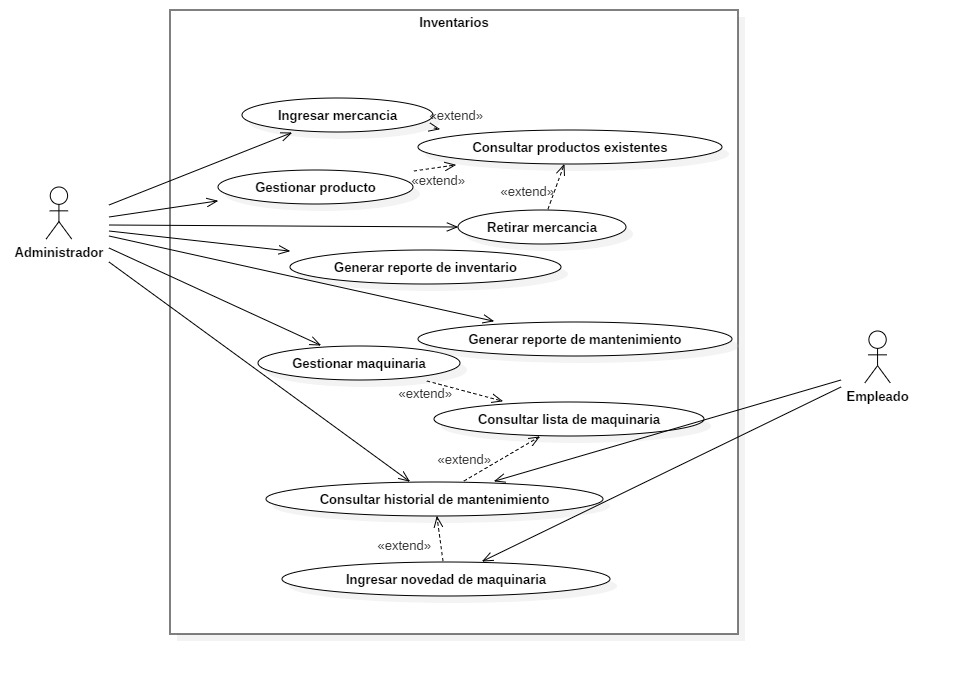 Inventarios
Ingresar mercancia
«extend»
Consultar productos existentes
Gestionar producto
«extend»
«extend»
Retirar mercancia
Administrador
Generar reporte de inventario
Generar reporte de mantenimiento
Gestionar maquinaria
«extend»
Empleado
Consultar lista de maquinaria
«extend»
Consultar historial de mantenimiento
«extend»
Ingresar novedad de maquinaria